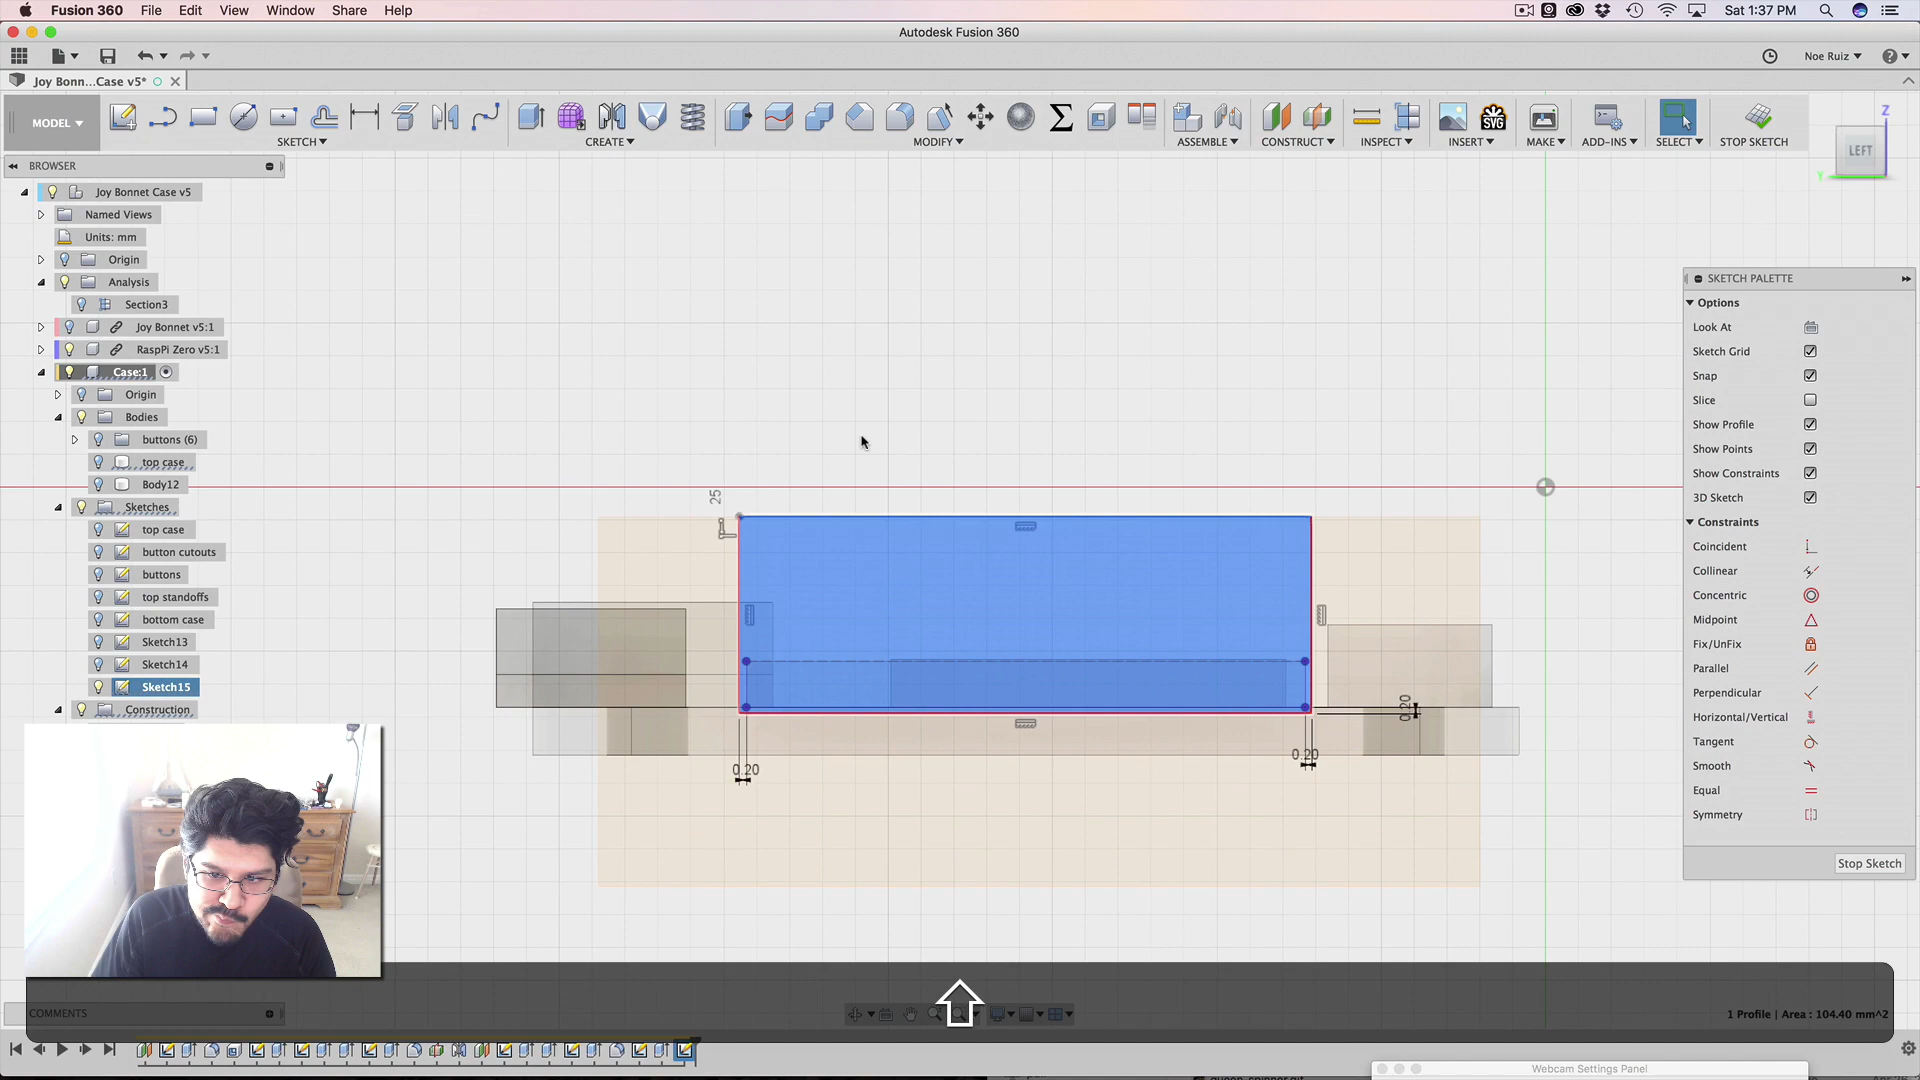 Fusion 360 File Edit View Window Share Help Sat 1:37 PM
Autodesk Fusion 360
Noe Ruiz
Joy Bonn...Case v5*
MODEL
SKETCH CREATE MODIFY ASSEMBLE CONSTRUCT INSPECT INSERT MAKE ADD-INS SELECT STOP SKETCH
SVG
LEFT
Z
Y
BROWSER
Joy Bonnet Case v5
Named Views
Units: mm
Origin
Analysis
Section3
Joy Bonnet v5:1
RaspPi Zero v5:1
Case:1
Origin
Bodies
buttons (6)
top case
Body12
Sketches
top case
button cutouts
buttons
top standoffs
bottom case
Sketch13
Sketch14
Sketch15
Construction
25
0.20
0.20
0.20
SKETCH PALETTE
Options
Look At
Sketch Grid
Snap
Slice
Show Profile
Show Points
Show Constraints
3D Sketch
Constraints
Coincident
Collinear
Concentric
Midpoint
Fix/UnFix
Parallel
Perpendicular
Horizontal/Vertical
Tangent
Smooth
Equal
Symmetry
Stop Sketch
COMMENTS
1 Profile | Area : 104.40 mm^2
Webcam Settings Panel